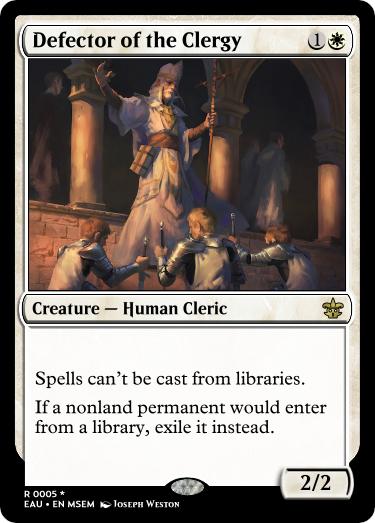 Defector of the Clergy 1
Creature — Human Cleric
Spells can't be cast from libraries.
If a nonland permanent would enter
from a library, exile it instead.
2/2
R 0005 *
EAU • EN MSEM Joseph Weston